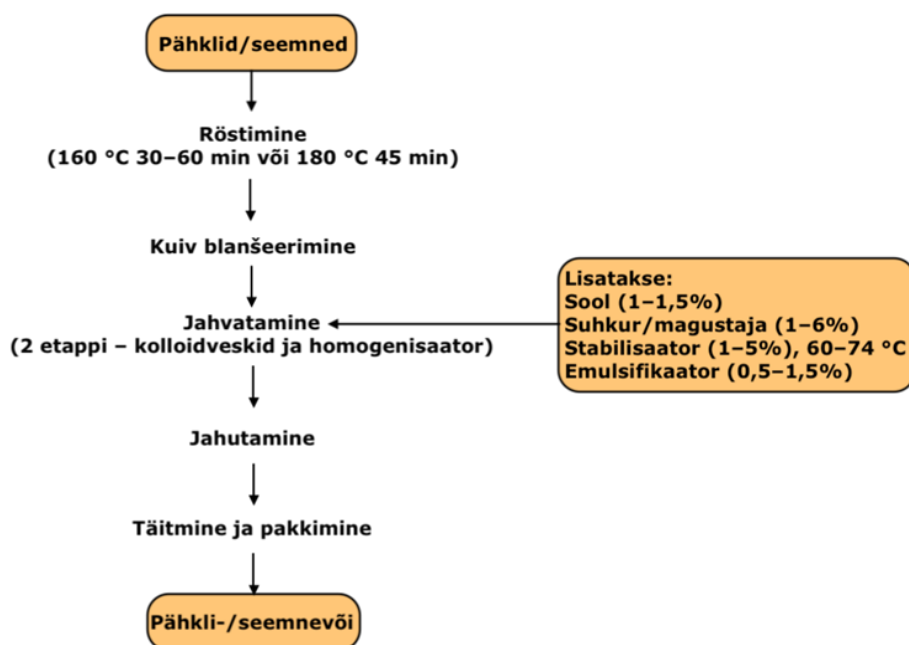 Pähklid/seemned
Röstimine
(160 °C 30–60 min või 180 °C 45 min)
Kuiv blanšeerimine
Jahvatamine
(2 etappi – kolloidveskid ja homogenisaator)
Lisatakse:
Sool (1–1,5%)
Suhkur/magustaja (1–6%)
Stabilisaator (1–5%), 60–74 °C
Emulsifikaator (0,5–1,5%)
Jahutamine
Täitmine ja pakkimine
Pähkli-/seemnevõi